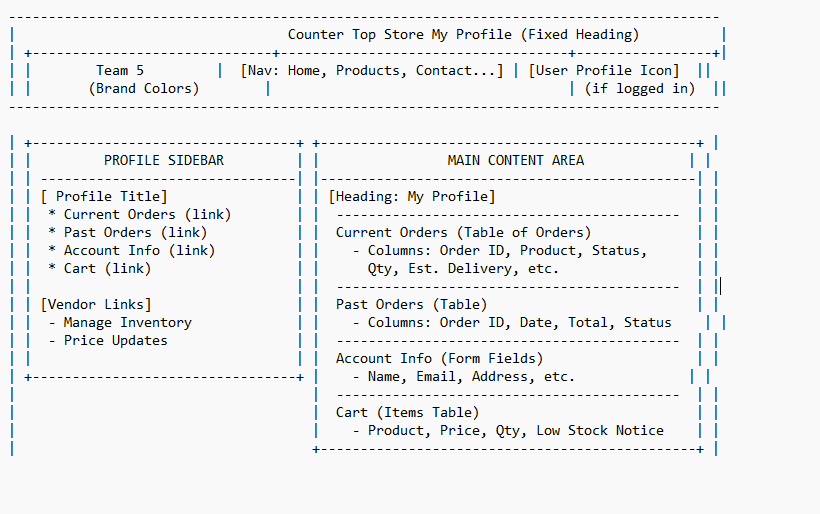 Counter Top Store My Profile (Fixed Heading)
Team 5 [Nav: Home, Products, Contact...] [User Profile Icon]
(Brand Colors) (if logged in)
PROFILE SIDEBAR
[ Profile Title]
* Current Orders (link)
* Past Orders (link)
* Account Info (link)
* Cart (link)
[Vendor Links]
- Manage Inventory
- Price Updates
MAIN CONTENT AREA
[Heading: My Profile]
Current Orders (Table of Orders)
- Columns: Order ID, Product, Status,
Qty, Est. Delivery, etc.
Past Orders (Table)
- Columns: Order ID, Date, Total, Status
Account Info (Form Fields)
- Name, Email, Address, etc.
Cart (Items Table)
- Product, Price, Qty, Low Stock Notice